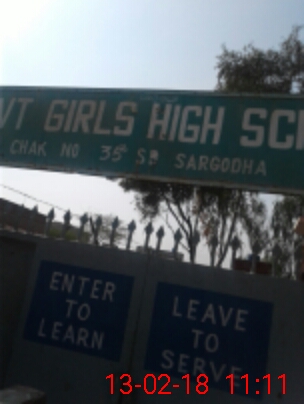 VT GIRLS HIGH SC
CHAK NO 35 SB SARGODHA
ENTER
TO
LEARN
LEAVE
TO
SERVE
13-02-18 11:11